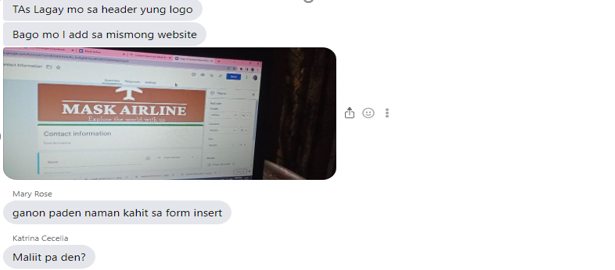 TAs Lagay mo sa header yung logo
Bago mo I add sa mismong website
MASK AIRLINE
Explore the world with us
Contact information
Mary Rose
ganon paden naman kahit sa form insert
Katrina Cecelia
Maliit pa den?